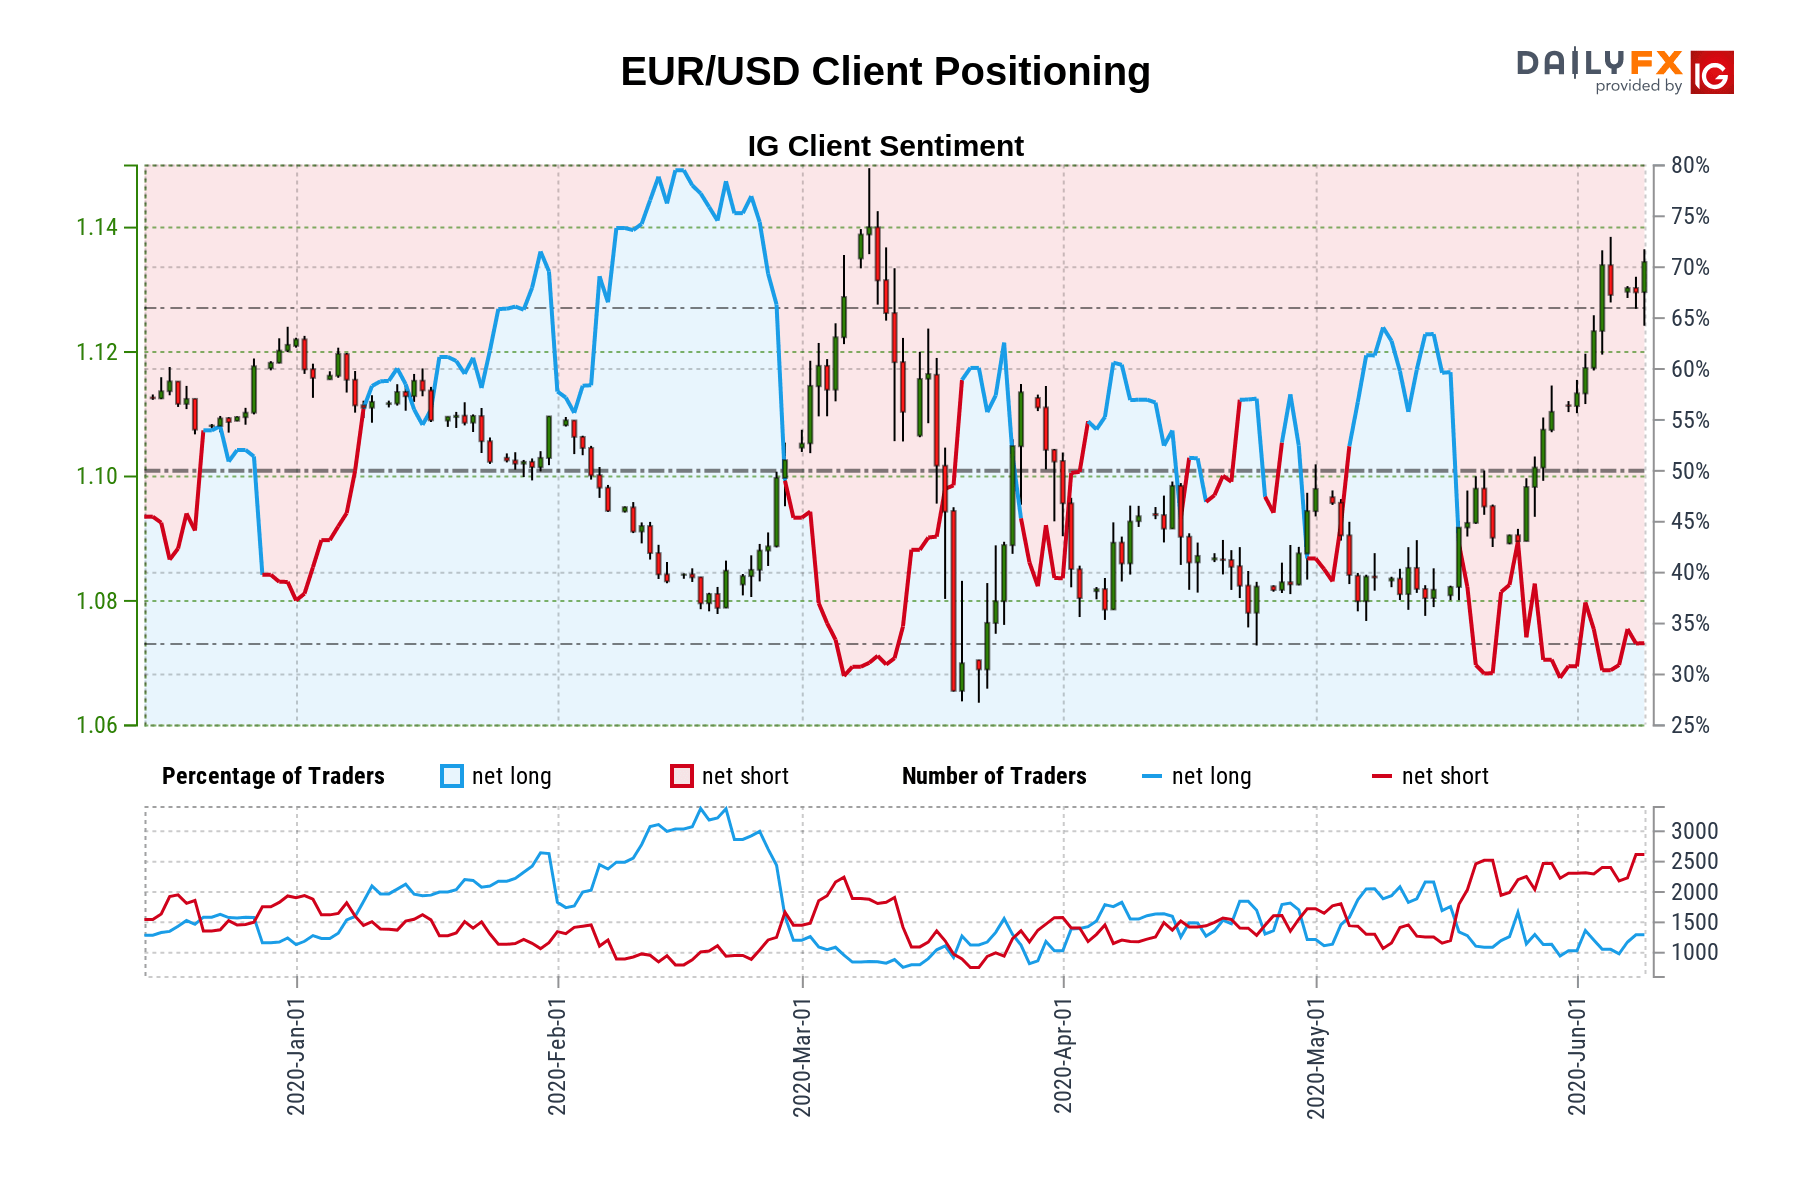 EUR/USD Client Positioning
DAILYFX
provided by
IG
IG Client Sentiment
1.14
1.12
1.10
1.08
1.06
80%
75%
70%
65%
60%
55%
50%
45%
40%
35%
30%
25%
Percentage of Traders net long net short Number of Traders net long net short
3000
2500
2000
1500
1000
2020-Jan-01
2020-Feb-01
2020-Mar-01
2020-Apr-01
2020-May-01
2020-Jun-01